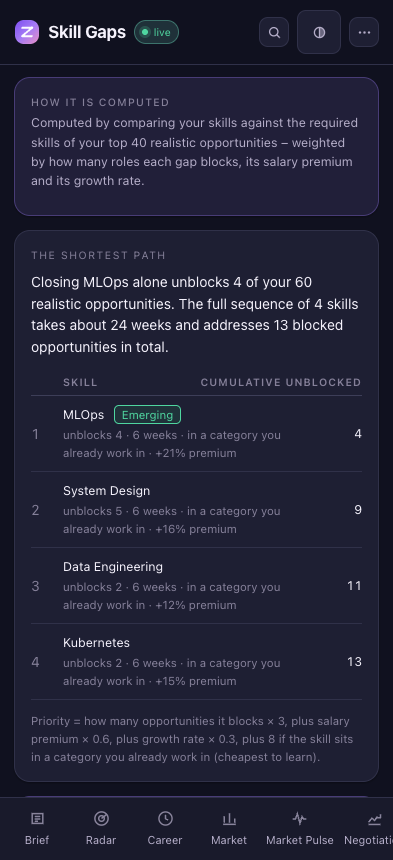 Skill Gaps
live
HOW IT IS COMPUTED
Computed by comparing your skills against the required
skills of your top 40 realistic opportunities – weighted
by how many roles each gap blocks, its salary premium
and its growth rate.
THE SHORTEST PATH
Closing MLOps alone unblocks 4 of your 60
realistic opportunities. The full sequence of 4 skills
takes about 24 weeks and addresses 13 blocked
opportunities in total.
SKILL CUMULATIVE UNBLOCKED
MLOps Emerging
1 unblocks 4 · 6 weeks · in a category you 4
already work in · +21% premium
System Design
2 unblocks 5 · 6 weeks · in a category you 9
already work in · +16% premium
Data Engineering
3 unblocks 2 · 6 weeks · in a category you 11
already work in · +12% premium
Kubernetes
4 unblocks 2 · 6 weeks · in a category you 13
already work in · +15% premium
Priority = how many opportunities it blocks × 3, plus salary
premium × 0.6, plus growth rate × 0.3, plus 8 if the skill sits
in a category you already work in (cheapest to learn).
Brief Radar Career Market Market Pulse Negotiati